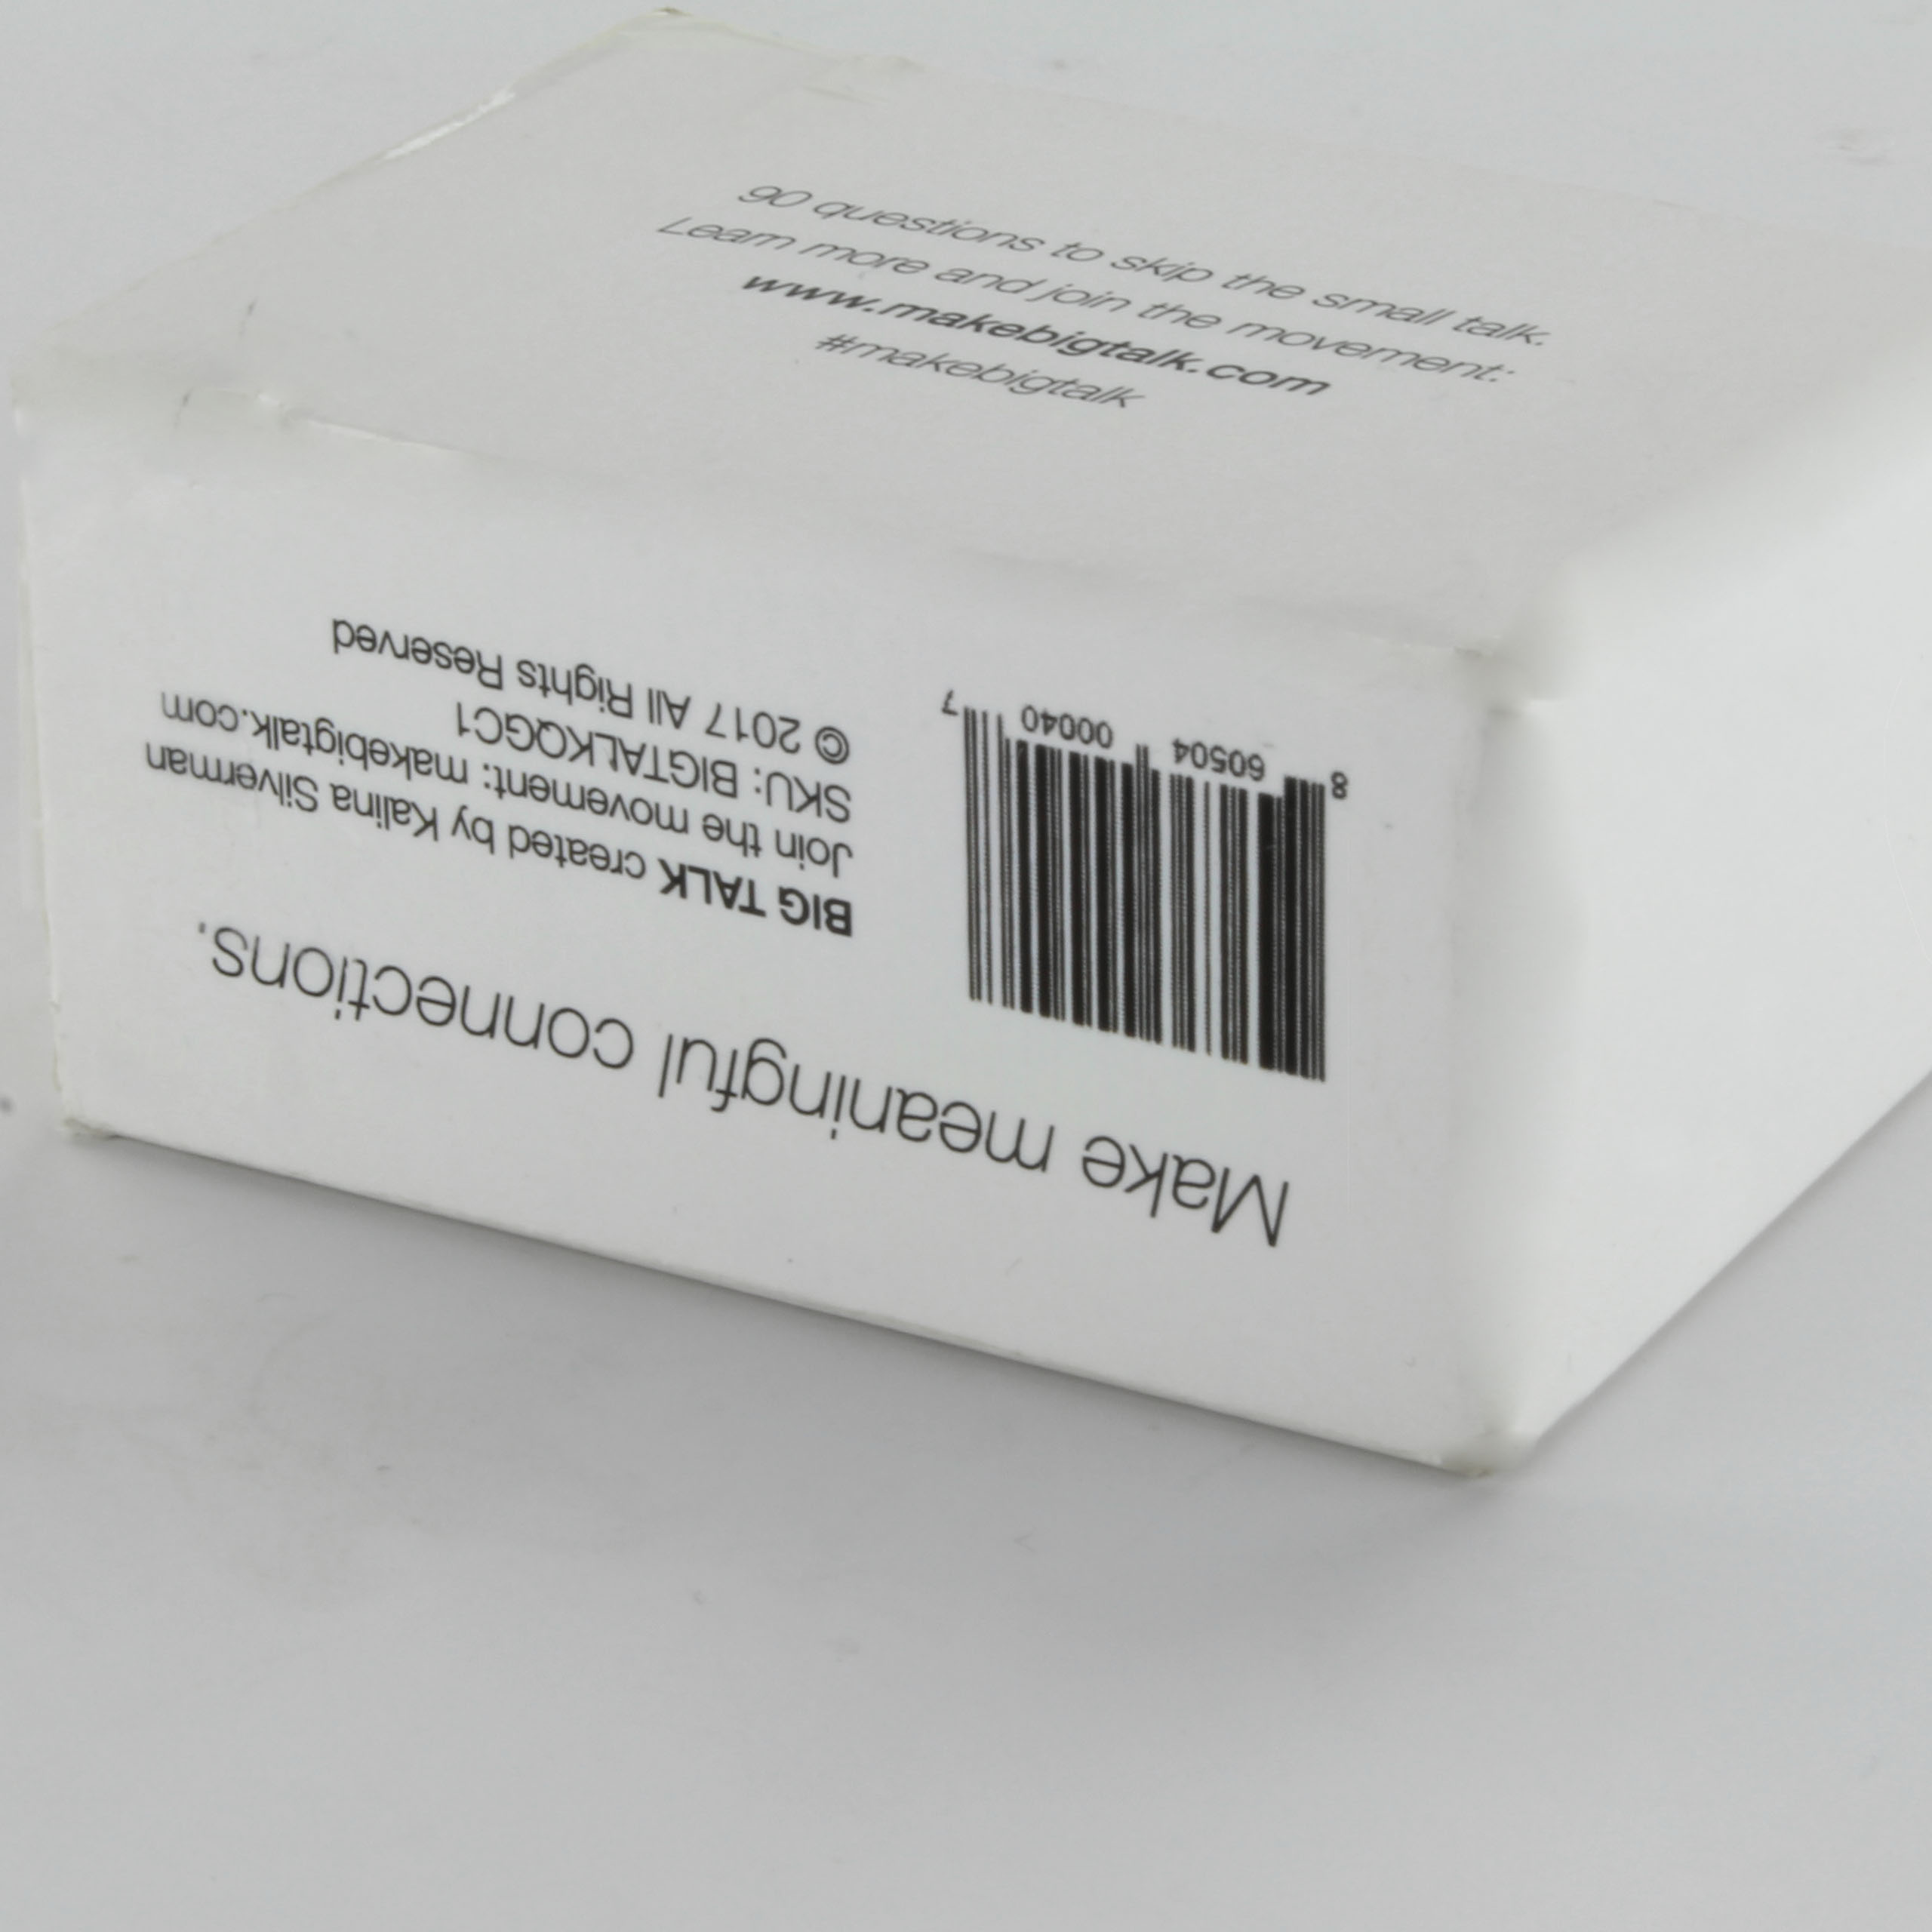 90 questions to skip the small talk.
Learn more and join the movement:
www.makebigtalk.com
#makebigtalk
Make meaningful connections.
BIG TALK created by Kalina Silverman
Join the movement: makebigtalk.com
SKU: BIGTALKQGC1
© 2017 All Rights Reserved
8 60504 00040 7